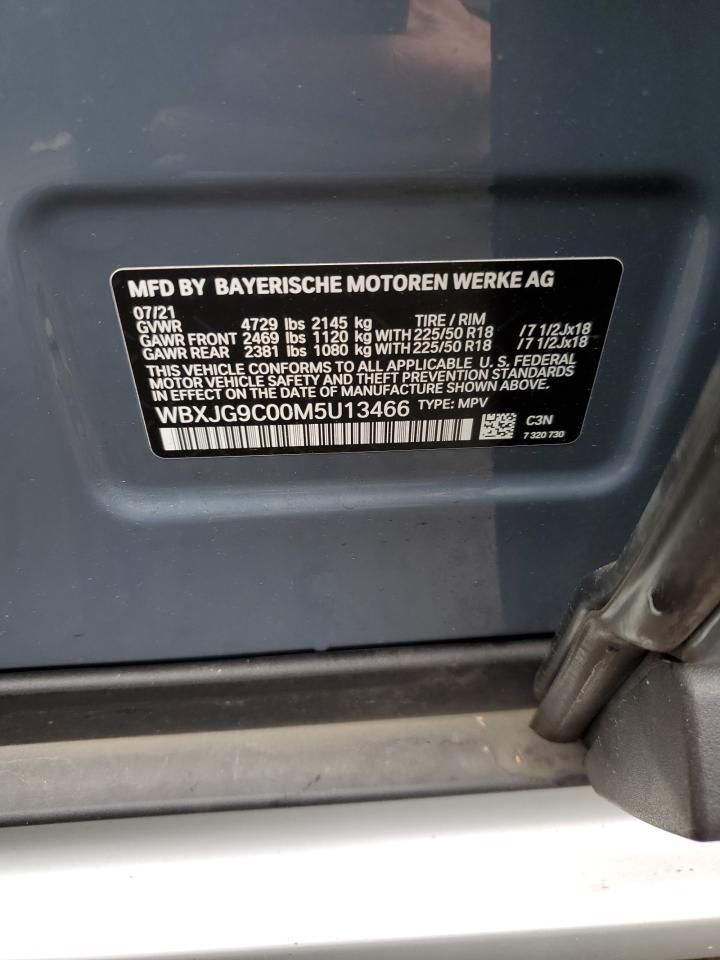 MFD BY BAYERISCHE MOTOREN WERKE AG
07/21
GVWR 4729 lbs 2145 kg TIRE / RIM
GAWR FRONT 2469 lbs 1120 kg WITH 225/50 R18 /7 1/2Jx18
GAWR REAR 2381 lbs 1080 kg WITH 225/50 R18 /7 1/2Jx18
THIS VEHICLE CONFORMS TO ALL APPLICABLE U. S. FEDERAL
MOTOR VEHICLE SAFETY AND THEFT PREVENTION STANDARDS
IN EFFECT ON THE DATE OF MANUFACTURE SHOWN ABOVE.
WBXJG9C00M5U13466 TYPE: MPV
C3N
7 320 730